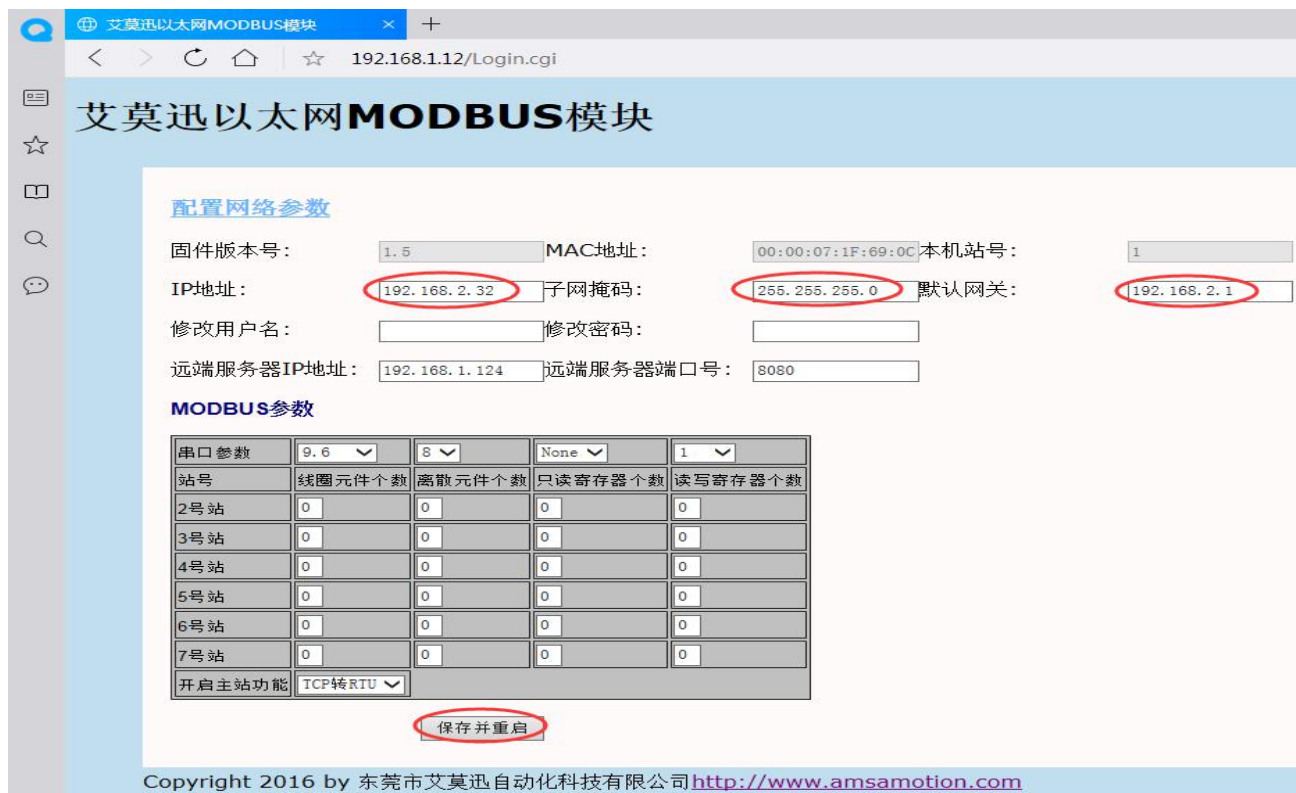 艾莫迅以太网MODBUS模块
192.168.1.12/Login.cgi
艾莫迅以太网MODBUS模块
配置网络参数
固件版本号: 1.5 MAC地址: 00:00:07:1F:69:0C 本机站号: 1
IP地址: 192.168.2.32 子网掩码: 255.255.255.0 默认网关: 192.168.2.1
修改用户名: 修改密码:
远端服务器IP地址: 192.168.1.124 远端服务器端口号: 8080
MODBUS参数
串口参数 9.6 8 None 1
站号 线圈元件个数 离散元件个数 只读寄存器个数 读写寄存器个数
2号站 0 0 0 0
3号站 0 0 0 0
4号站 0 0 0 0
5号站 0 0 0 0
6号站 0 0 0 0
7号站 0 0 0 0
开启主站功能 TCP转RTU
保存并重启
Copyright 2016 by 东莞市艾莫迅自动化科技有限公司http://www.amsamotion.com